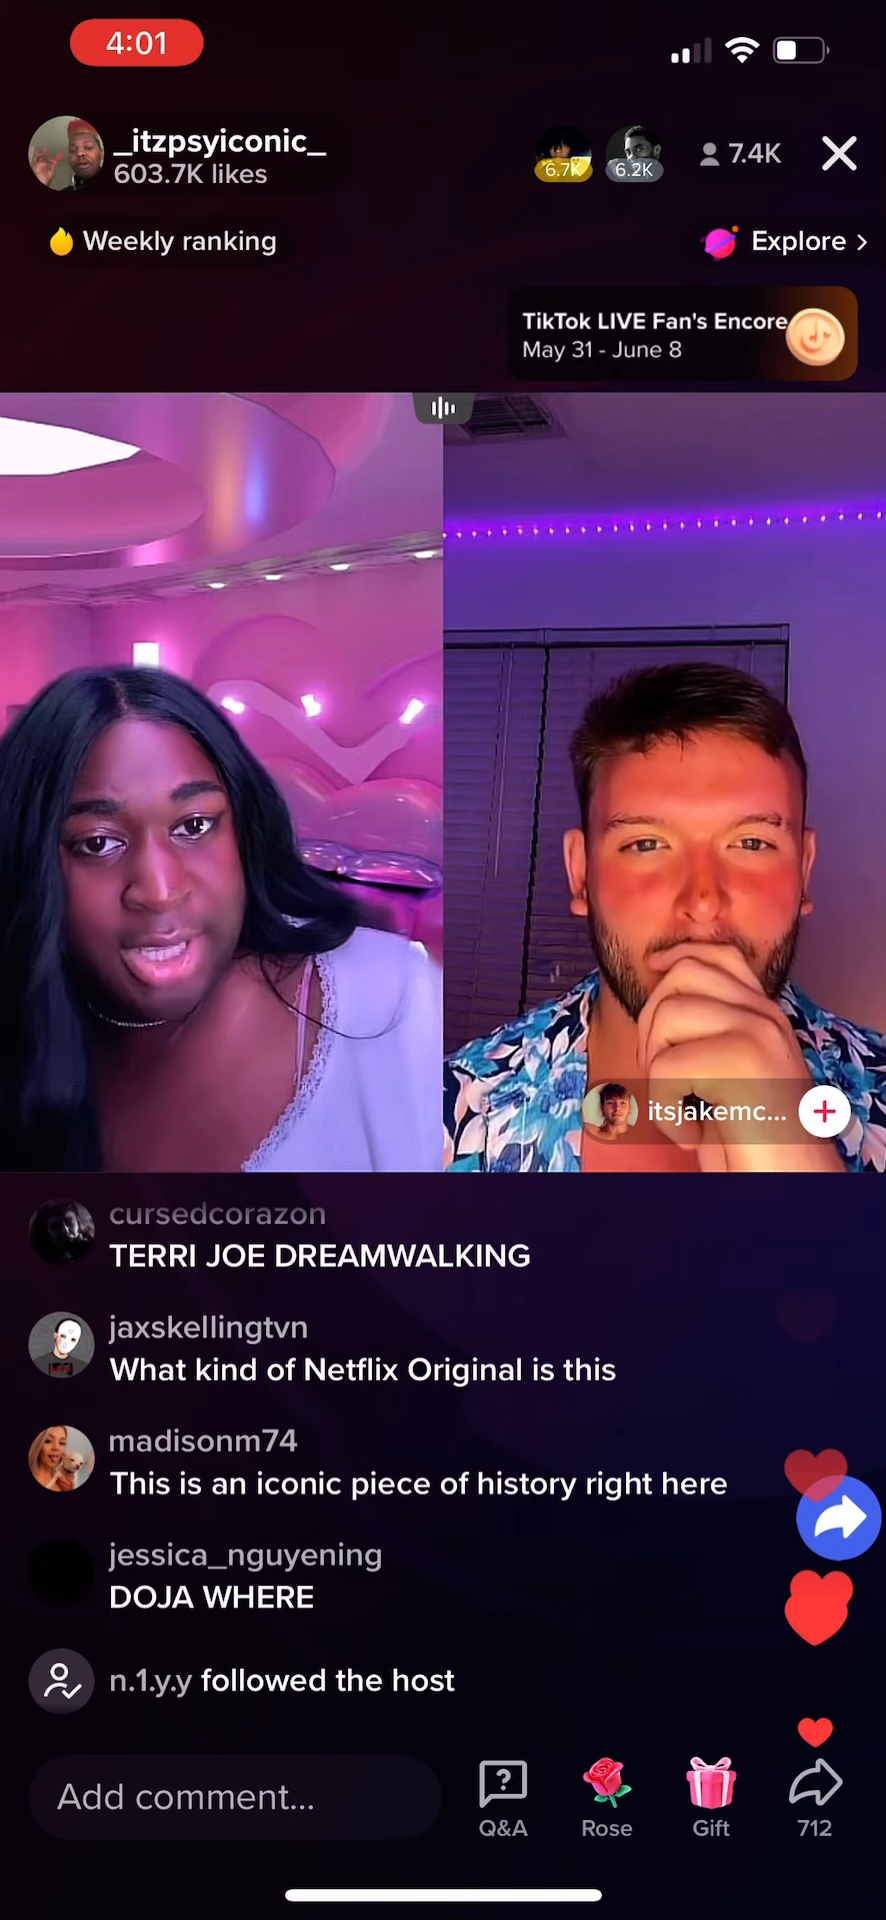 4:01
_itzpsyiconic_
603.7K likes
6.7K
6.2K
7.4K
Weekly ranking
Explore >
TikTok LIVE Fan's Encore
May 31 - June 8
itsjakemc...
cursedcorazon
TERRI JOE DREAMWALKING
jaxskellingtvn
What kind of Netflix Original is this
madisonm74
This is an iconic piece of history right here
jessica_nguyening
DOJA WHERE
n.1.y.y followed the host
Add comment...
Q&A
Rose
Gift
712